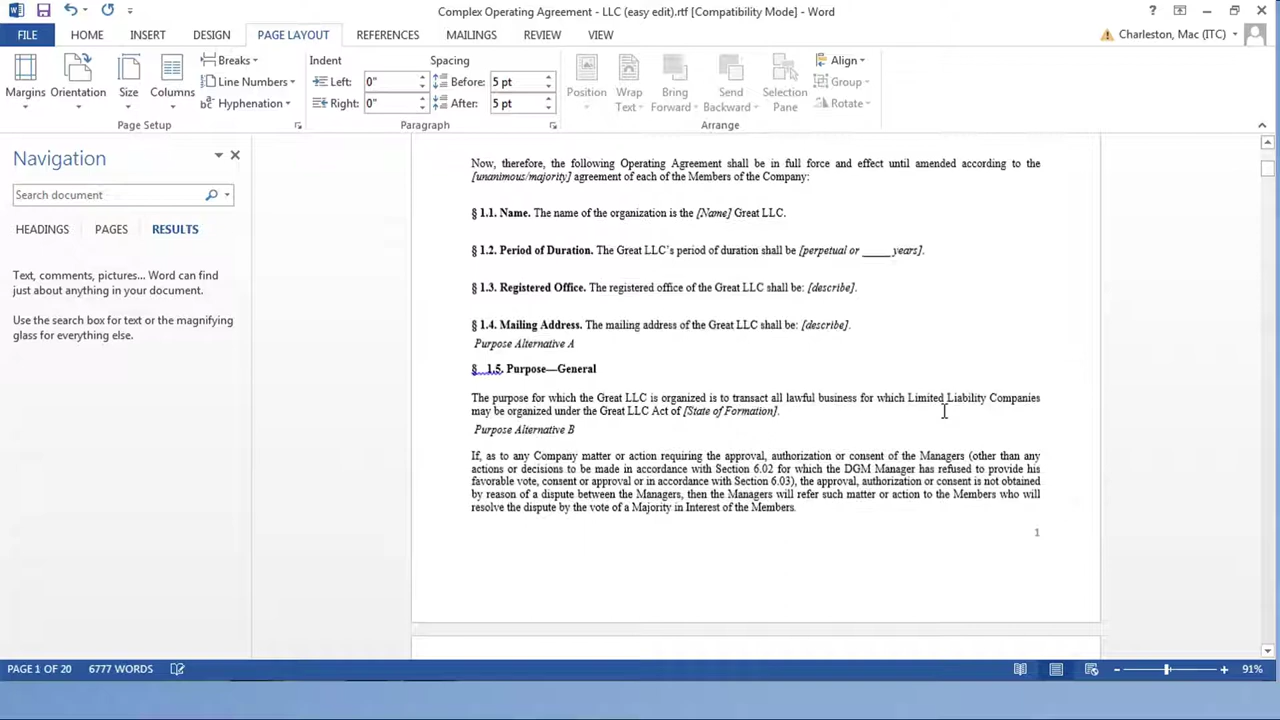 Complex Operating Agreement - LLC (easy edit).rtf [Compatibility Mode] - Word
FILE HOME INSERT DESIGN PAGE LAYOUT REFERENCES MAILINGS REVIEW VIEW Charleston, Mac (ITC)
Margins Orientation Size Columns
Breaks
Line Numbers
Hyphenation
Page Setup
Indent Spacing
Left: 0" Before: 5 pt
Right: 0" After: 5 pt
Paragraph
Position Wrap Text Bring Forward Send Backward Selection Pane
Align
Group
Rotate
Arrange
Navigation
Search document
HEADINGS PAGES RESULTS
Text, comments, pictures... Word can find
just about anything in your document.
Use the search box for text or the magnifying
glass for everything else.
Now, therefore, the following Operating Agreement shall be in full force and effect until amended according to the
[unanimous/majority] agreement of each of the Members of the Company:
§ 1.1. Name. The name of the organization is the [Name] Great LLC.
§ 1.2. Period of Duration. The Great LLC's period of duration shall be [perpetual or _____ years].
§ 1.3. Registered Office. The registered office of the Great LLC shall be: [describe].
§ 1.4. Mailing Address. The mailing address of the Great LLC shall be: [describe].
Purpose Alternative A
§ 1.5. Purpose—General
The purpose for which the Great LLC is organized is to transact all lawful business for which Limited Liability Companies
may be organized under the Great LLC Act of [State of Formation].
Purpose Alternative B
If, as to any Company matter or action requiring the approval, authorization or consent of the Managers (other than any
actions or decisions to be made in accordance with Section 6.02 for which the DGM Manager has refused to provide his
favorable vote, consent or approval or in accordance with Section 6.03), the approval, authorization or consent is not obtained
by reason of a dispute between the Managers, then the Managers will refer such matter or action to the Members who will
resolve the dispute by the vote of a Majority in Interest of the Members.
1
PAGE 1 OF 20 6777 WORDS 91%